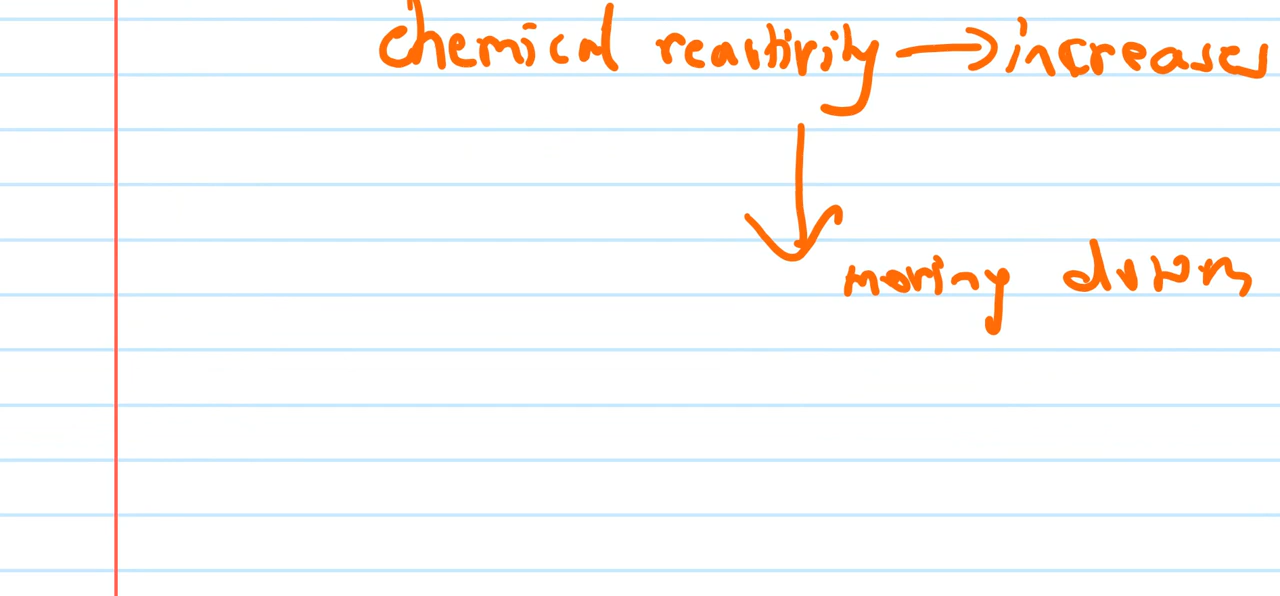 chemical reactivity → increases
↓
moving down